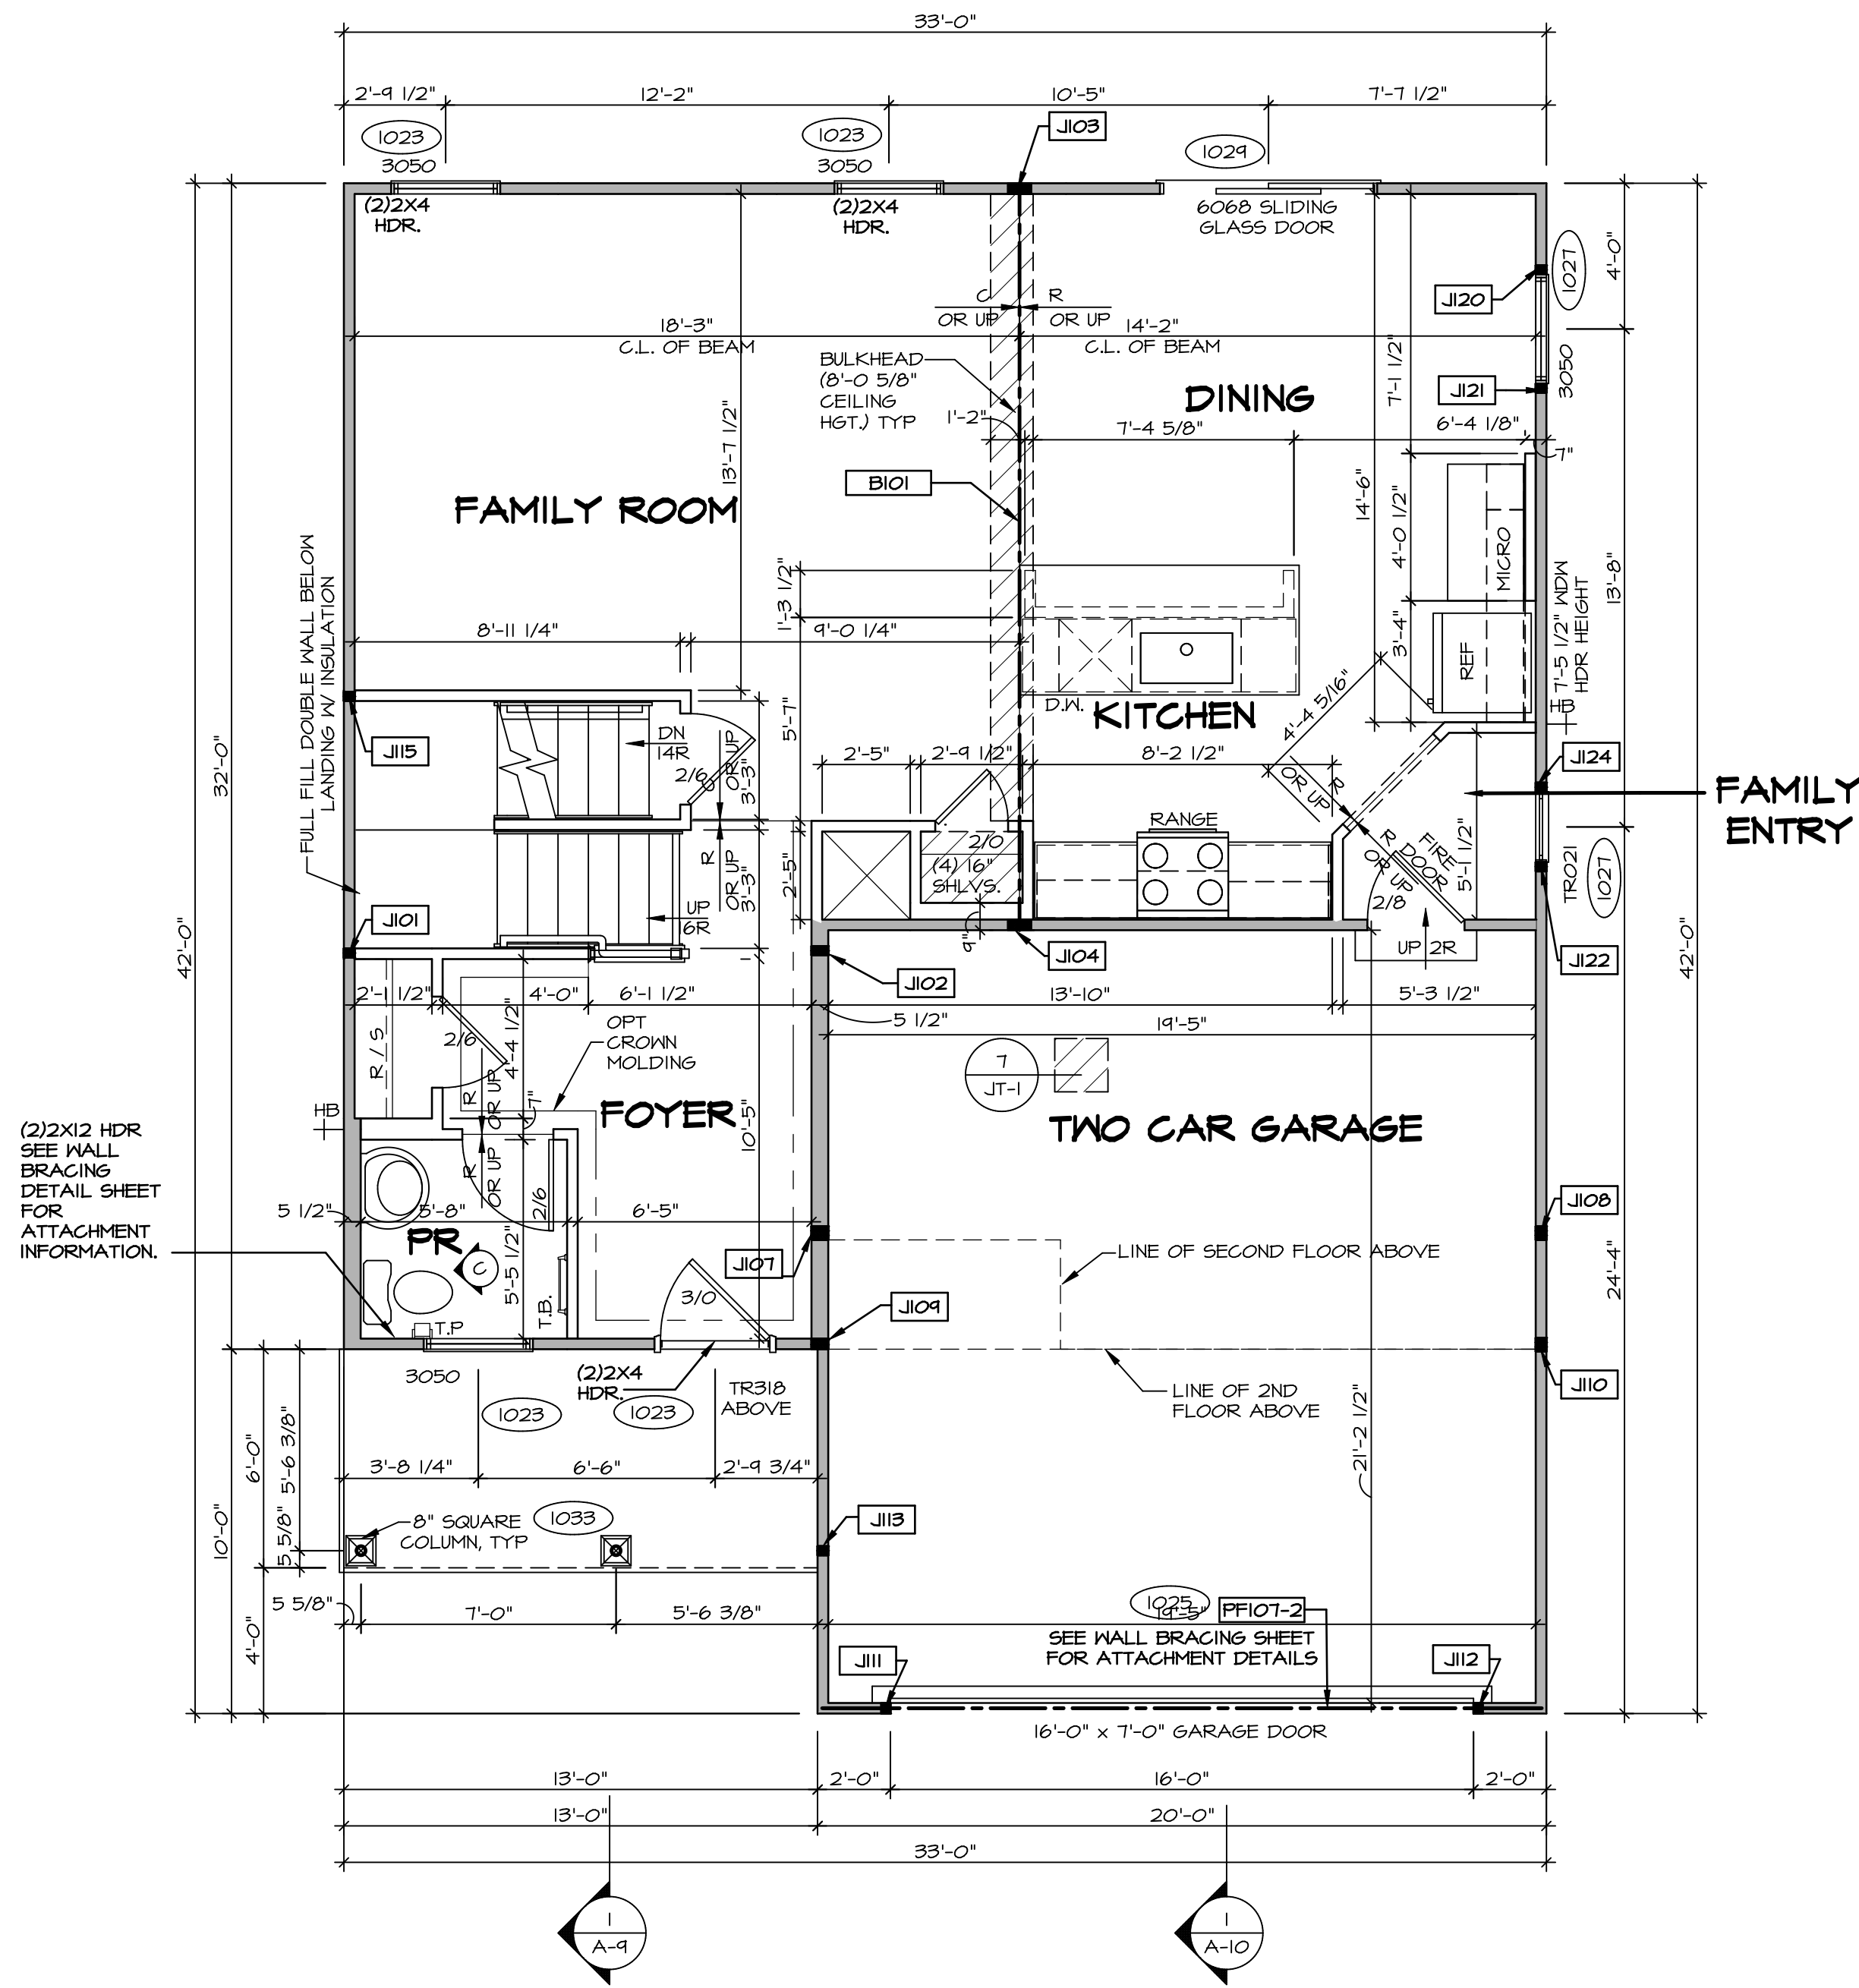 33'-0"
2'-9 1/2"
12'-2"
10'-5"
7'-7 1/2"
1023
1023
J103
1029
3050
3050
(2)2X4
HDR.
(2)2X4
HDR.
6068 SLIDING
GLASS DOOR
1027
4'-0"
J120
C
OR UP
R
OR UP
18'-3"
C.L. OF BEAM
14'-2"
C.L. OF BEAM
BULKHEAD
(8'-0 5/8"
CEILING
HGT.) TYP
7'-1 1/2"
3050
J121
DINING
1'-2"
7'-4 5/8"
6'-4 1/8"
7"
13'-7 1/2"
B101
14'-6"
FAMILY ROOM
4'-0 1/2"
MICRO
FULL FILL DOUBLE WALL BELOW
LANDING W/ INSULATION
1'-3 1/2"
13'-8"
7'-5 1/2" WDW
HDR HEIGHT
8'-11 1/4"
9'-0 1/4"
3'-4"
REF
D.W.
KITCHEN
4'-4 5/16"
HB
32'-0"
J115
DN
14R
2/6
R
OR UP
3'-3"
5'-7"
2'-5"
2'-9 1/2"
8'-2 1/2"
R
OR UP
J124
FAMILY
ENTRY
RANGE
2/0
(4) 16"
SHLVS.
R
OR UP
FIRE
DOOR
2/8
5'-1 1/2"
TR021
1027
R
OR UP
3'-3"
2'-5"
42'-0"
J101
UP
6R
9"
J104
UP 2R
J122
42'-0"
J102
2'-1 1/2"
4'-0"
6'-1 1/2"
13'-10"
5'-3 1/2"
5 1/2"
19'-5"
R / S
2/6
4'-4 1/2"
OPT
CROWN
MOLDING
7
JT-1
R
OR UP
7"
HB
FOYER
10'-5"
TWO CAR GARAGE
(2)2X12 HDR
SEE WALL
BRACING
DETAIL SHEET
FOR
ATTACHMENT
INFORMATION.
R
OR UP
2/6
J108
5 1/2"
5'-8"
6'-5"
PR
C
5'-5 1/2"
J107
LINE OF SECOND FLOOR ABOVE
24'-4"
3/0
J109
T.B.
T.P
3050
(2)2X4
HDR.
TR318
ABOVE
1023
1023
LINE OF 2ND
FLOOR ABOVE
J110
21'-2 1/2"
6'-0"
5'-6 3/8"
3'-8 1/4"
6'-6"
2'-9 3/4"
10'-0"
5 5/8"
8" SQUARE
COLUMN, TYP
1033
J113
5 5/8"
7'-0"
5'-6 3/8"
1025
19'-5"
PF107-2
4'-0"
SEE WALL BRACING SHEET
FOR ATTACHMENT DETAILS
J111
J112
16'-0" x 7'-0" GARAGE DOOR
13'-0"
2'-0"
16'-0"
2'-0"
13'-0"
20'-0"
33'-0"
1
A-9
1
A-10